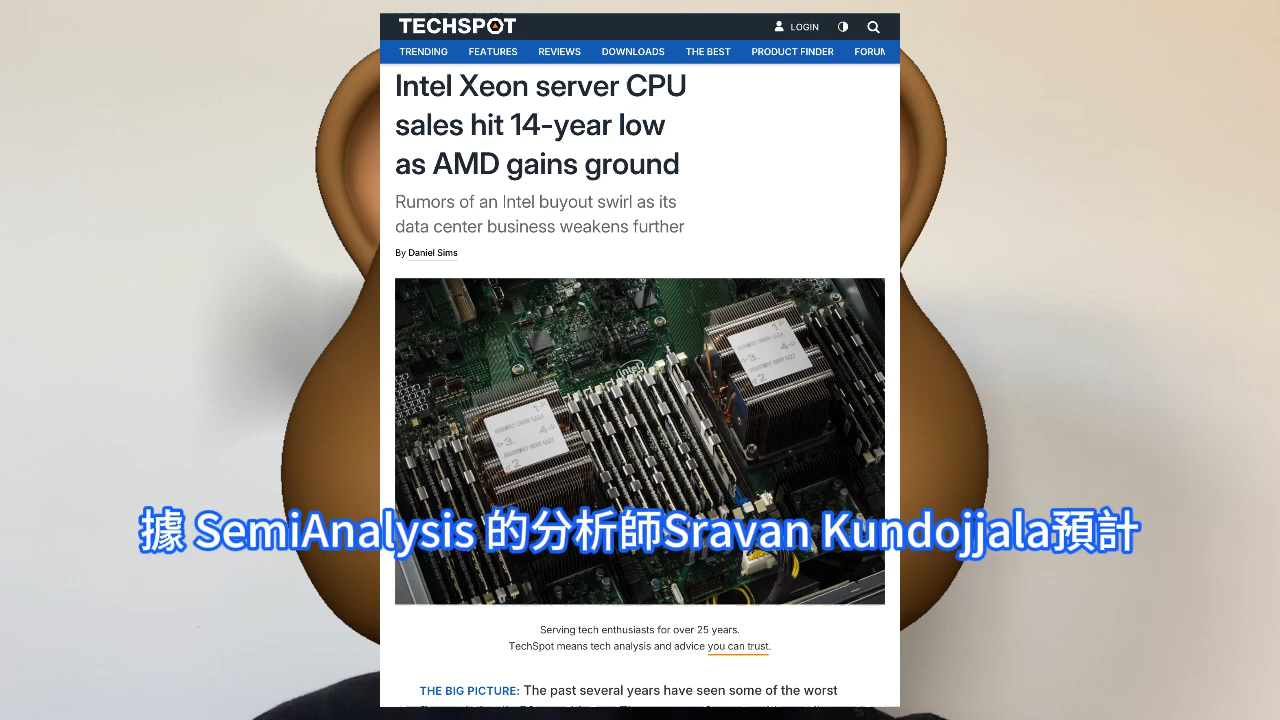 TECHSPOT
LOGIN
TRENDING FEATURES REVIEWS DOWNLOADS THE BEST PRODUCT FINDER FORUM
Intel Xeon server CPU
sales hit 14-year low
as AMD gains ground
Rumors of an Intel buyout swirl as its
data center business weakens further
By Daniel Sims
intel
據 SemiAnalysis 的分析師Sravan Kundojjala預計
Serving tech enthusiasts for over 25 years.
TechSpot means tech analysis and advice you can trust.
THE BIG PICTURE: The past several years have seen some of the worst